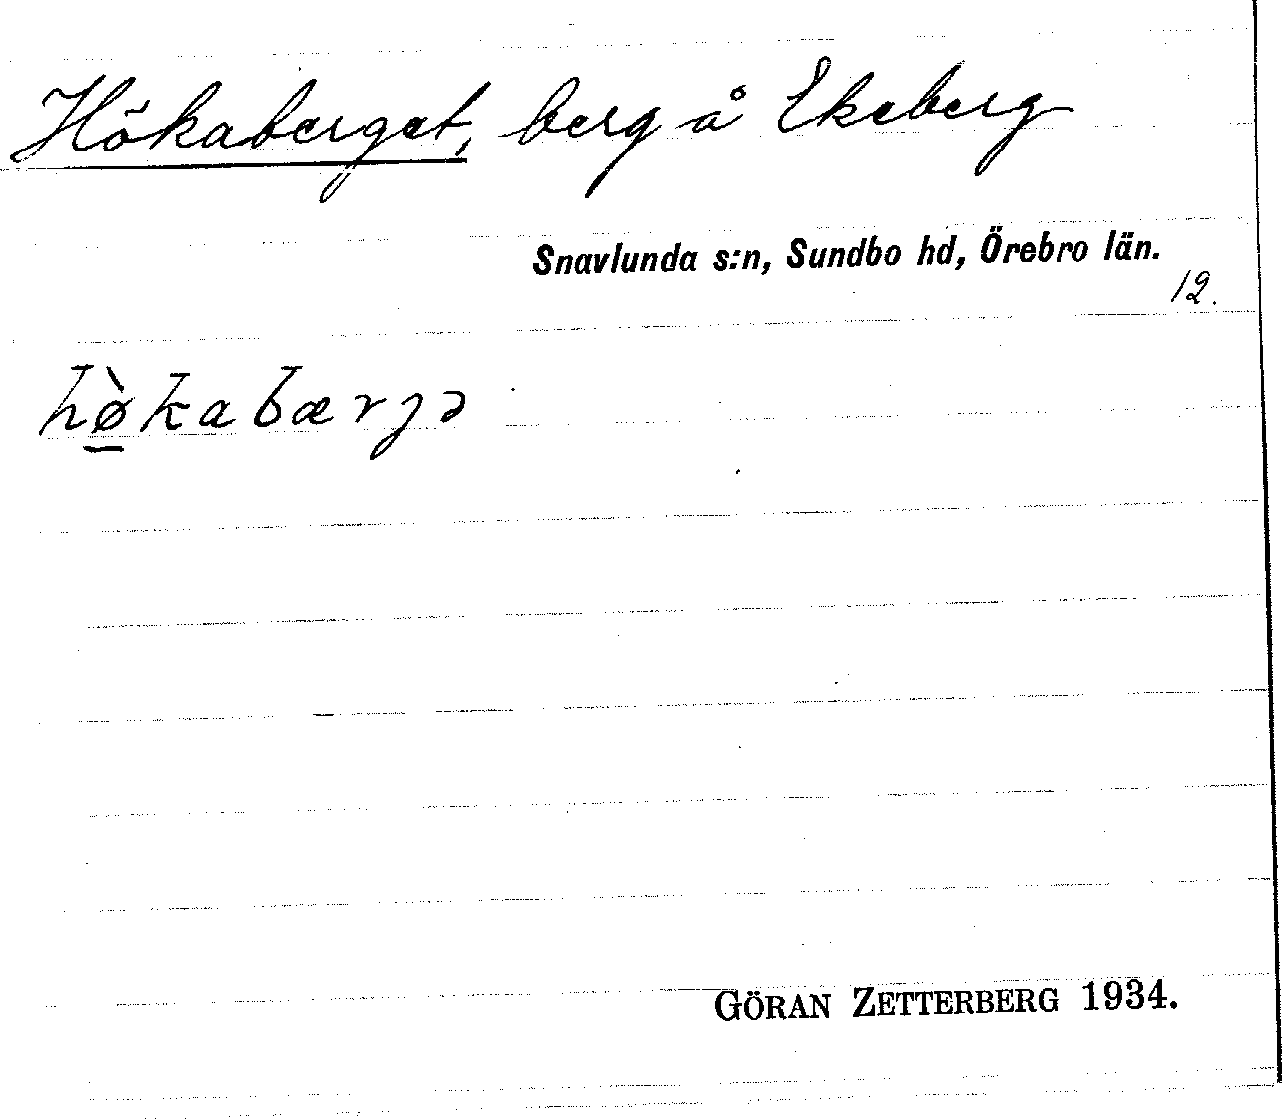 Hökaberget, berg å Ekeberg
Snavlunda s:n, Sundbo hd, Örebro län.
12.
hø̠̀kabærjə
GÖRAN ZETTERBERG 1934.